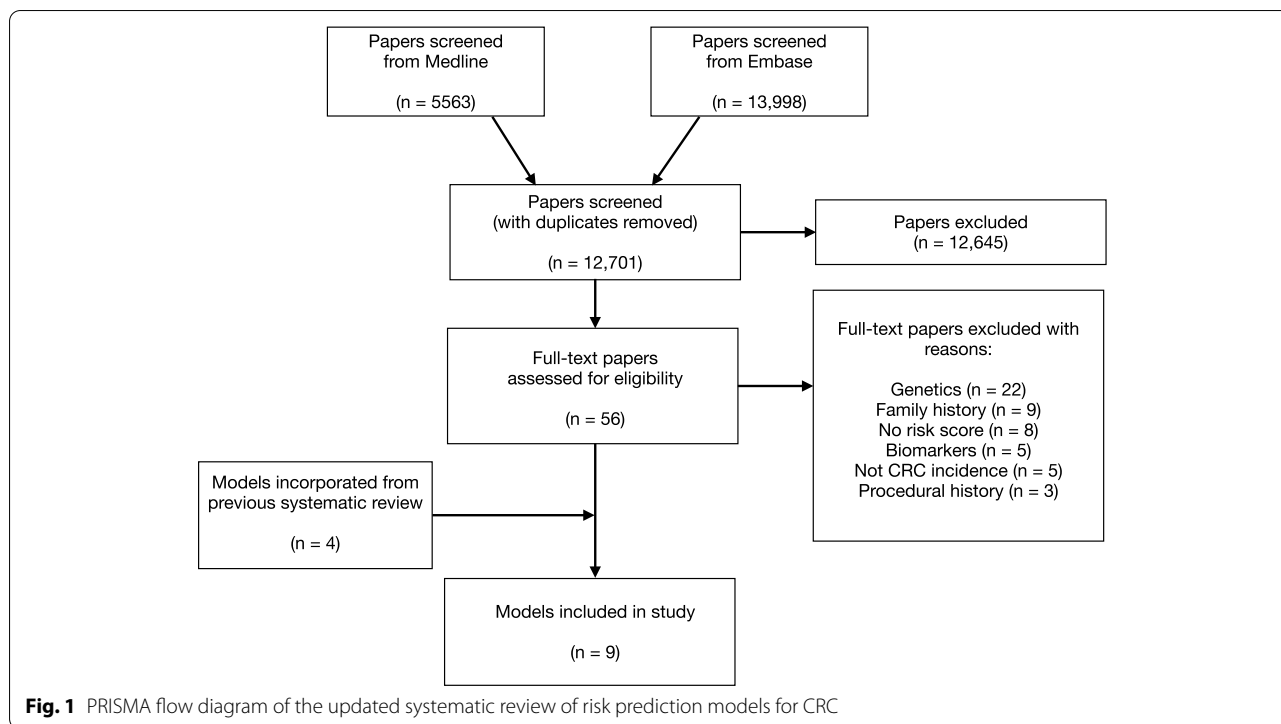 Papers screened
from Medline
(n = 5563)
Papers screened
from Embase
(n = 13,998)
Papers screened
(with duplicates removed)
(n = 12,701)
Papers excluded
(n = 12,645)
Full-text papers
assessed for eligibility
(n = 56)
Full-text papers excluded with
reasons:
Genetics (n = 22)
Family history (n = 9)
No risk score (n = 8)
Biomarkers (n = 5)
Not CRC incidence (n = 5)
Procedural history (n = 3)
Models incorporated from
previous systematic review
(n = 4)
Models included in study
(n = 9)
Fig. 1 PRISMA flow diagram of the updated systematic review of risk prediction models for CRC